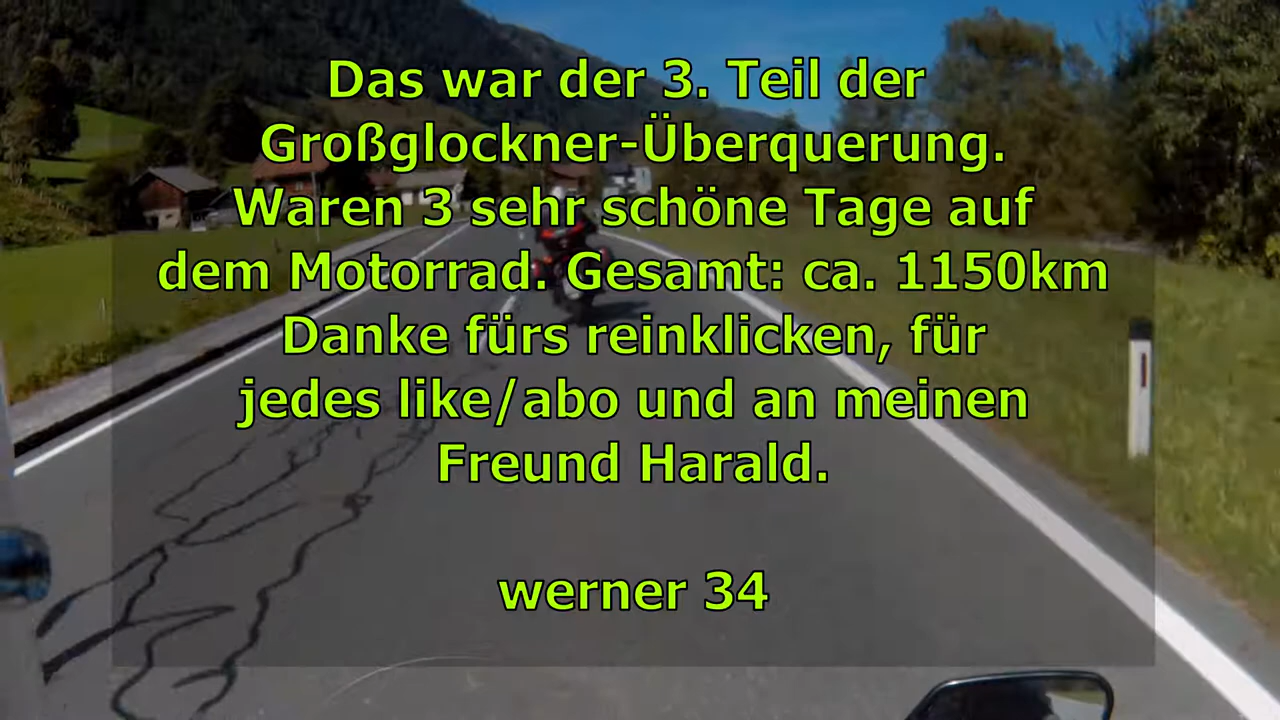 Das war der 3. Teil der
Großglockner-Überquerung.
Waren 3 sehr schöne Tage auf
dem Motorrad. Gesamt: ca. 1150km
Danke fürs reinklicken, für
jedes like/abo und an meinen
Freund Harald.
werner 34